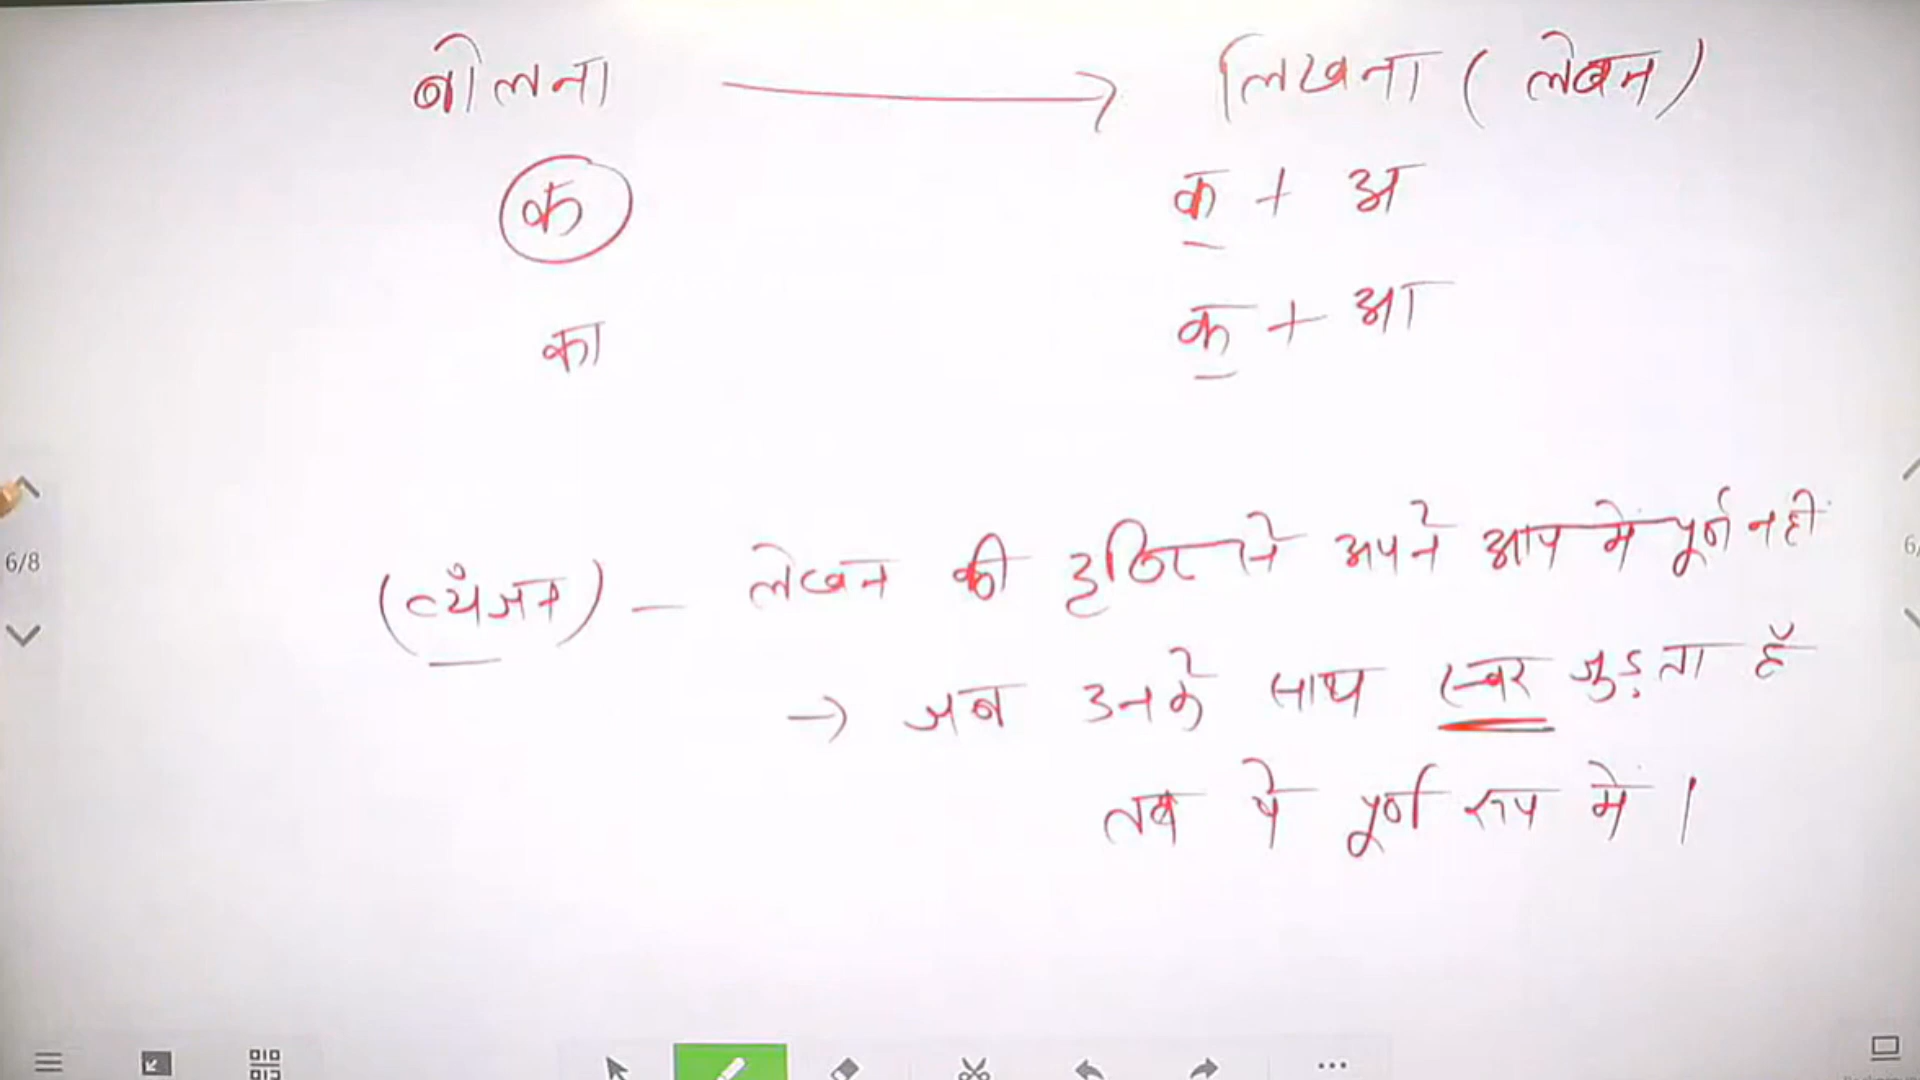 बोलना → लिखना ( लेखन )
क क + अ
का क + आ
(व्यंजन) - लेखन की दृष्टि से अपने आप में पूर्ण नहीं
→ जब उनके साथ स्वर जुड़ता है
तब ये पूर्ण रूप में ।
6/8